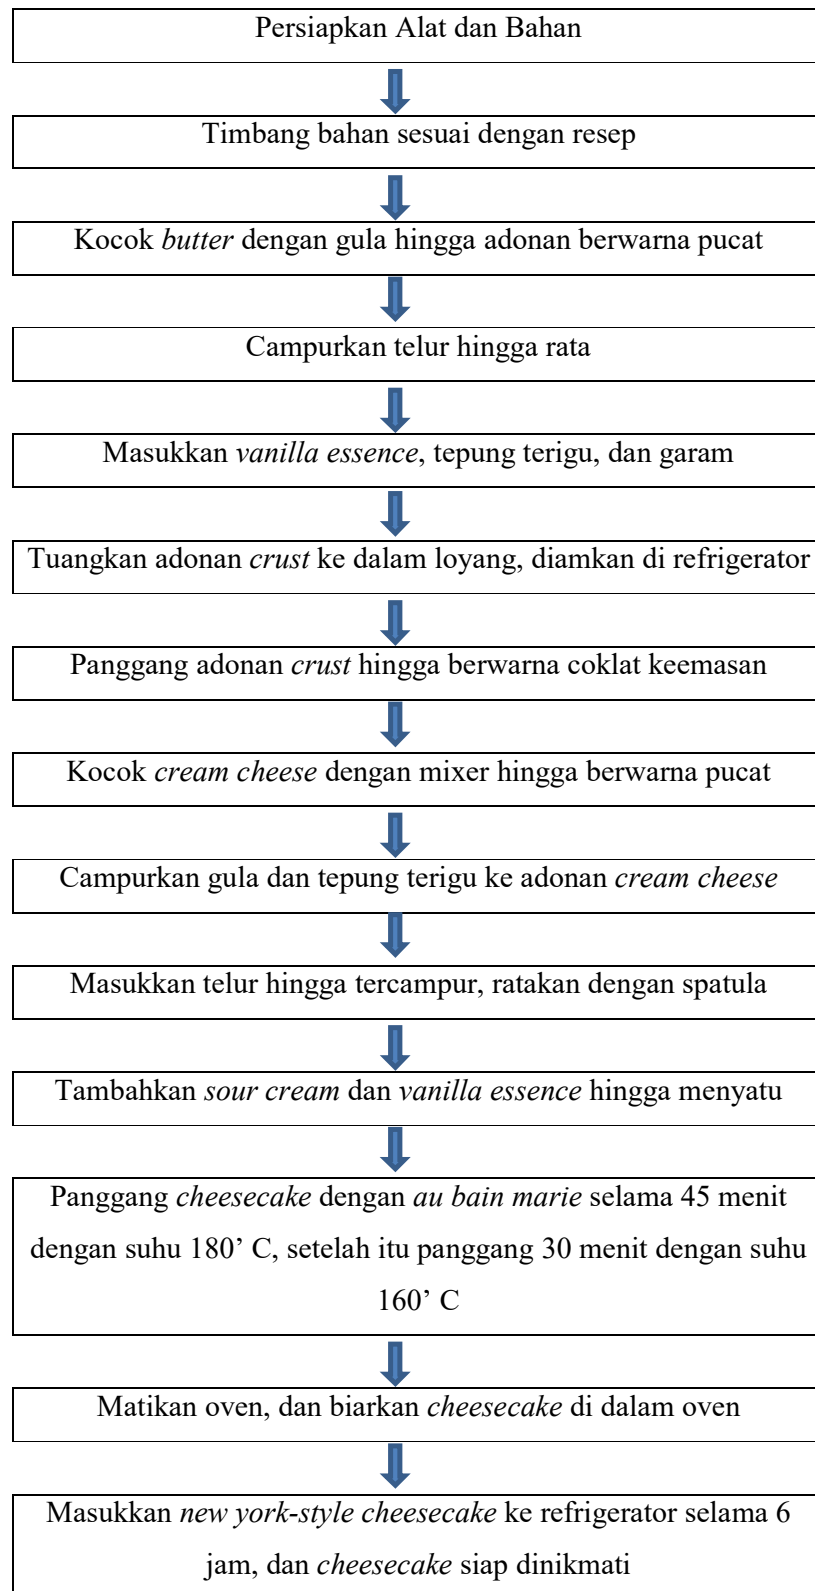 Persiapkan Alat dan Bahan
Timbang bahan sesuai dengan resep
Kocok butter dengan gula hingga adonan berwarna pucat
Campurkan telur hingga rata
Masukkan vanilla essence, tepung terigu, dan garam
Tuangkan adonan crust ke dalam loyang, diamkan di refrigerator
Panggang adonan crust hingga berwarna coklat keemasan
Kocok cream cheese dengan mixer hingga berwarna pucat
Campurkan gula dan tepung terigu ke adonan cream cheese
Masukkan telur hingga tercampur, ratakan dengan spatula
Tambahkan sour cream dan vanilla essence hingga menyatu
Panggang cheesecake dengan au bain marie selama 45 menit
dengan suhu 180’ C, setelah itu panggang 30 menit dengan suhu
160’ C
Matikan oven, dan biarkan cheesecake di dalam oven
Masukkan new york-style cheesecake ke refrigerator selama 6
jam, dan cheesecake siap dinikmati